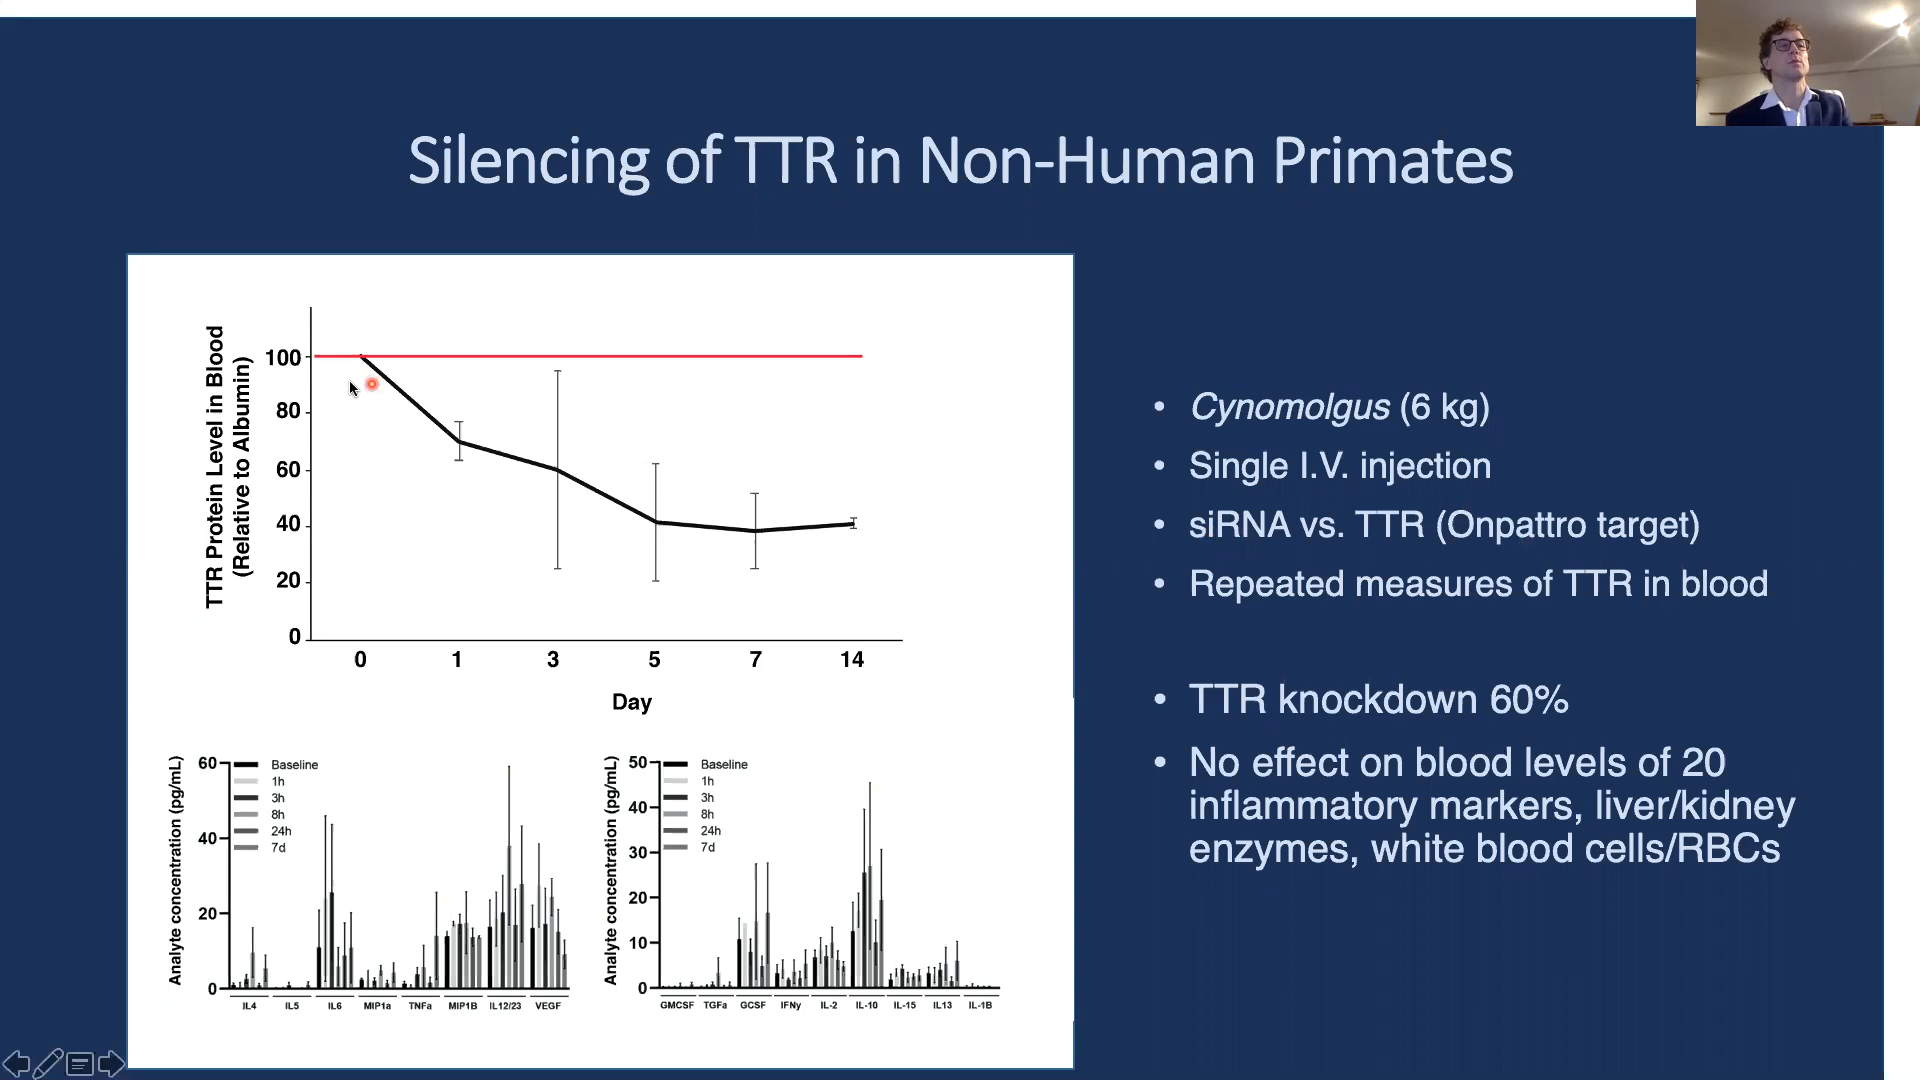 Silencing of TTR in Non-Human Primates
TTR Protein Level in Blood
(Relative to Albumin)
100
80
60
40
20
0
0 1 3 5 7 14
Day
Analyte concentration (pg/mL)
60
40
20
0
Baseline
1h
3h
8h
24h
7d
IL4 IL5 IL6 MIP1a TNFa MIP1B IL12/23 VEGF
Analyte concentration (pg/mL)
50
40
30
20
10
0
Baseline
1h
3h
8h
24h
7d
GMCSF TGFa GCSF IFNy IL-2 IL-10 IL-15 IL13 IL-1B
• Cynomolgus (6 kg)
• Single I.V. injection
• siRNA vs. TTR (Onpattro target)
• Repeated measures of TTR in blood
• TTR knockdown 60%
• No effect on blood levels of 20
inflammatory markers, liver/kidney
enzymes, white blood cells/RBCs